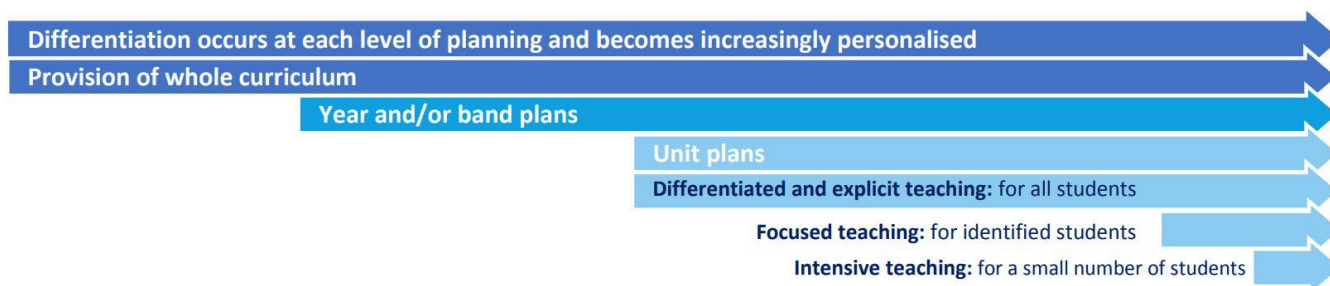 Differentiation occurs at each level of planning and becomes increasingly personalised
Provision of whole curriculum
Year and/or band plans
Unit plans
Differentiated and explicit teaching: for all students
Focused teaching: for identified students
Intensive teaching: for a small number of students